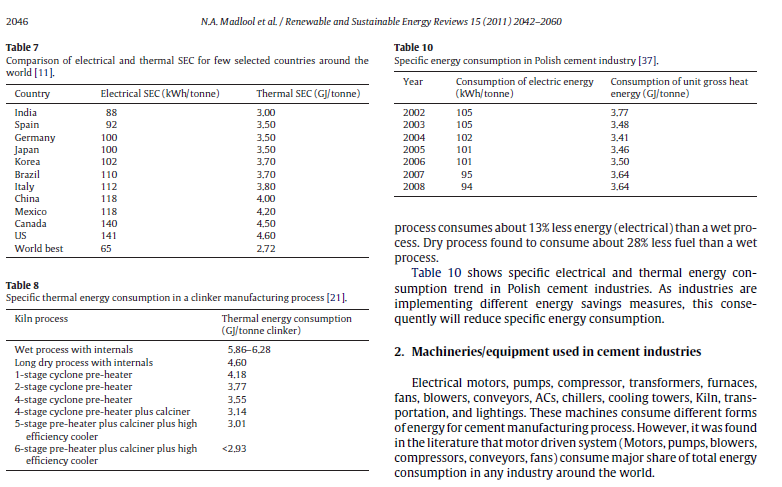 2046
N.A. Madlool et al. / Renewable and Sustainable Energy Reviews 15 (2011) 2042–2060
Table 7
Comparison of electrical and thermal SEC for few selected countries around the
world [11].
Country Electrical SEC (kWh/tonne) Thermal SEC (GJ/tonne)
India 88 3.00
Spain 92 3.50
Germany 100 3.50
Japan 100 3.50
Korea 102 3.70
Brazil 110 3.70
Italy 112 3.80
China 118 4.00
Mexico 118 4.20
Canada 140 4.50
US 141 4.60
World best 65 2.72
Table 8
Specific thermal energy consumption in a clinker manufacturing process [21].
Kiln process Thermal energy consumption
(GJ/tonne clinker)
Wet process with internals 5.86–6.28
Long dry process with internals 4.60
1-stage cyclone pre-heater 4.18
2-stage cyclone pre-heater 3.77
4-stage cyclone pre-heater 3.55
4-stage cyclone pre-heater plus calciner 3.14
5-stage pre-heater plus calciner plus high 3.01
efficiency cooler
6-stage pre-heater plus calciner plus high <2.93
efficiency cooler
Table 10
Specific energy consumption in Polish cement industry [37].
Year Consumption of electric energy Consumption of unit gross heat
(kWh/tonne) energy (GJ/tonne)
2002 105 3.77
2003 105 3.48
2004 102 3.41
2005 101 3.46
2006 101 3.50
2007 95 3.64
2008 94 3.64
process consumes about 13% less energy (electrical) than a wet pro-
cess. Dry process found to consume about 28% less fuel than a wet
process.
Table 10 shows specific electrical and thermal energy con-
sumption trend in Polish cement industries. As industries are
implementing different energy savings measures, this conse-
quently will reduce specific energy consumption.
2. Machineries/equipment used in cement industries
Electrical motors, pumps, compressor, transformers, furnaces,
fans, blowers, conveyors, ACs, chillers, cooling towers, Kiln, trans-
portation, and lightings. These machines consume different forms
of energy for cement manufacturing process. However, it was found
in the literature that motor driven system (Motors, pumps, blowers,
compressors, conveyors, fans) consume major share of total energy
consumption in any industry around the world.